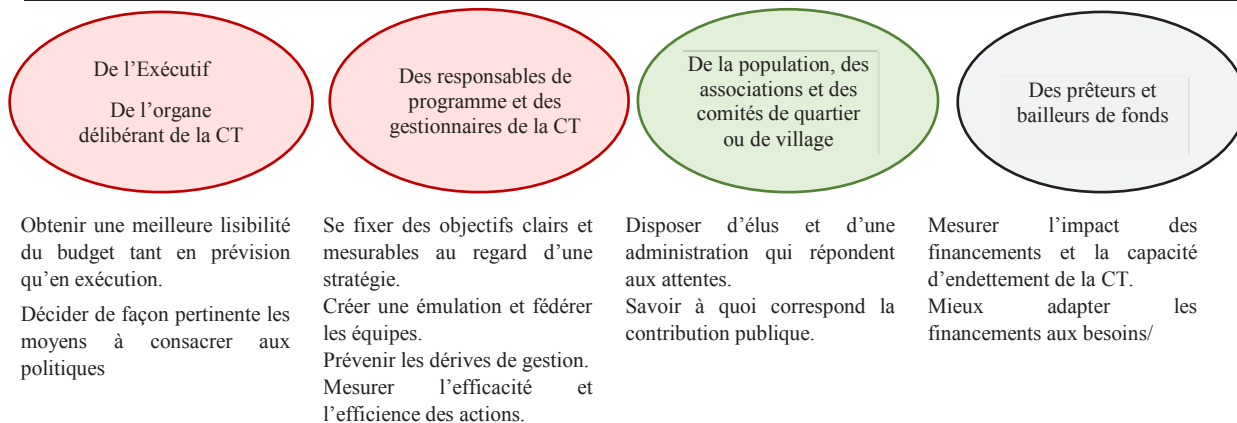 De l’Exécutif
De l’organe
délibérant de la CT
Des responsables de
programme et des
gestionnaires de la CT
De la population, des
associations et des
comités de quartier
ou de village
Des prêteurs et
bailleurs de fonds
Obtenir une meilleure lisibilité
du budget tant en prévision
qu’en exécution.
Décider de façon pertinente les
moyens à consacrer aux
politiques
Se fixer des objectifs clairs et
mesurables au regard d’une
stratégie.
Créer une émulation et fédérer
les équipes.
Prévenir les dérives de gestion.
Mesurer l’efficacité et
l’efficience des actions.
Disposer d’élus et d’une
administration qui répondent
aux attentes.
Savoir à quoi correspond la
contribution publique.
Mesurer l’impact des
financements et la capacité
d’endettement de la CT.
Mieux adapter les
financements aux besoins/